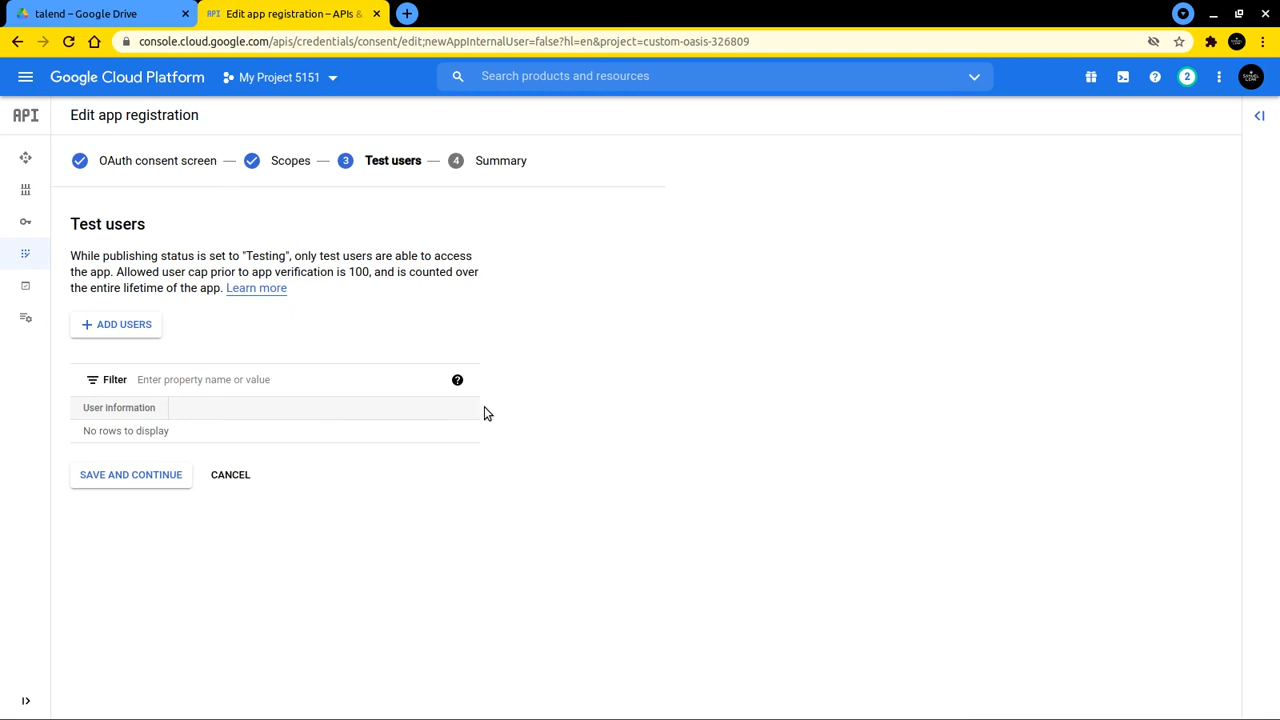 talend – Google Drive
API Edit app registration – APIs &
console.cloud.google.com/apis/credentials/consent/edit;newAppInternalUser=false?hl=en&project=custom-oasis-326809
Google Cloud Platform
My Project 5151
Search products and resources
2
API
Edit app registration
OAuth consent screen
Scopes
3 Test users
4 Summary
Test users
While publishing status is set to "Testing", only test users are able to access
the app. Allowed user cap prior to app verification is 100, and is counted over
the entire lifetime of the app. Learn more
+ ADD USERS
Filter Enter property name or value
User information
No rows to display
SAVE AND CONTINUE CANCEL